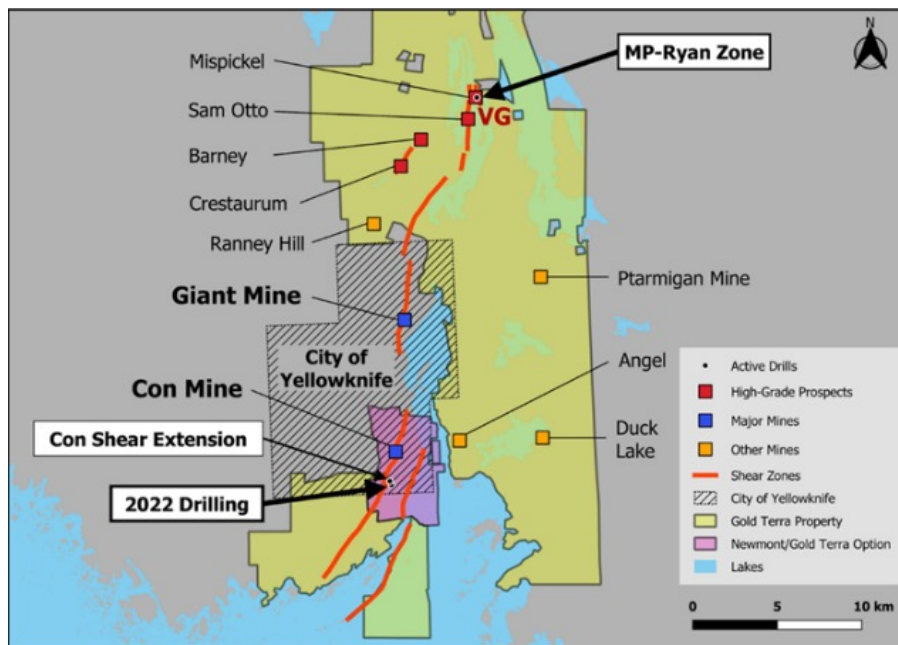 N
Mispickel
MP-Ryan Zone
Sam Otto
VG
Barney
Crestaurum
Ranney Hill
Ptarmigan Mine
Giant Mine
City of
Yellowknife
Angel
Con Mine
Duck
Lake
Con Shear Extension
2022 Drilling
Active Drills
High-Grade Prospects
Major Mines
Other Mines
Shear Zones
City of Yellowknife
Gold Terra Property
Newmont/Gold Terra Option
Lakes
0 5 10 km